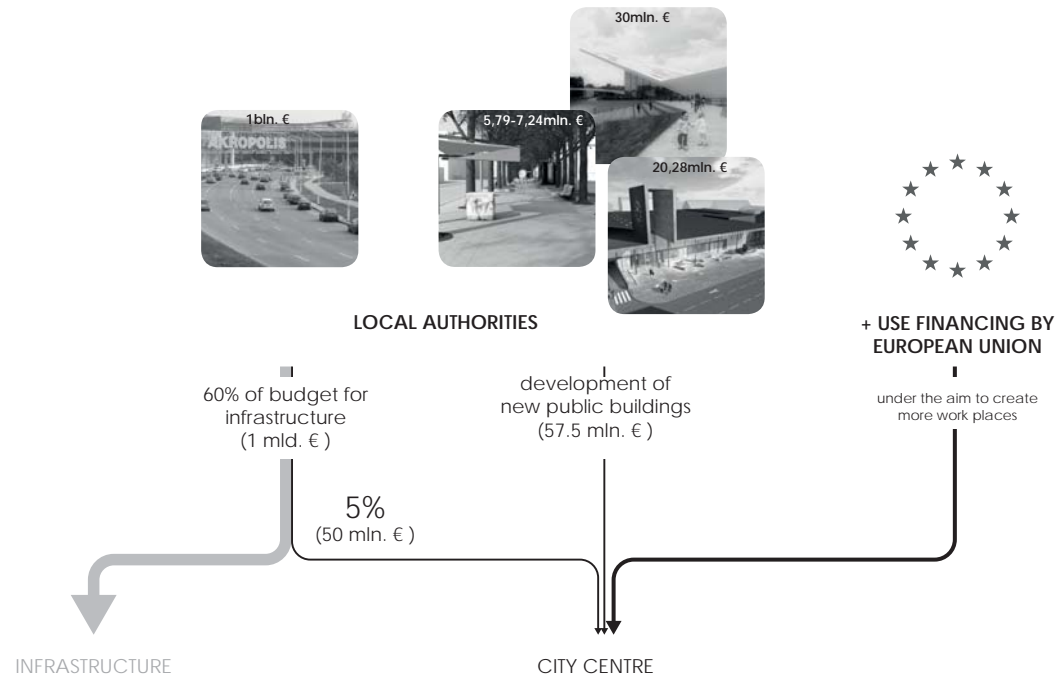 30mln. €
1bln. €
AKROPOLIS
5,79-7,24mln. €
20,28mln. €
LOCAL AUTHORITIES
+ USE FINANCING BY
EUROPEAN UNION
60% of budget for
infrastructure
(1 mld. € )
development of
new public buildings
(57.5 mln. € )
under the aim to create
more work places
5%
(50 mln. € )
INFRASTRUCTURE
CITY CENTRE